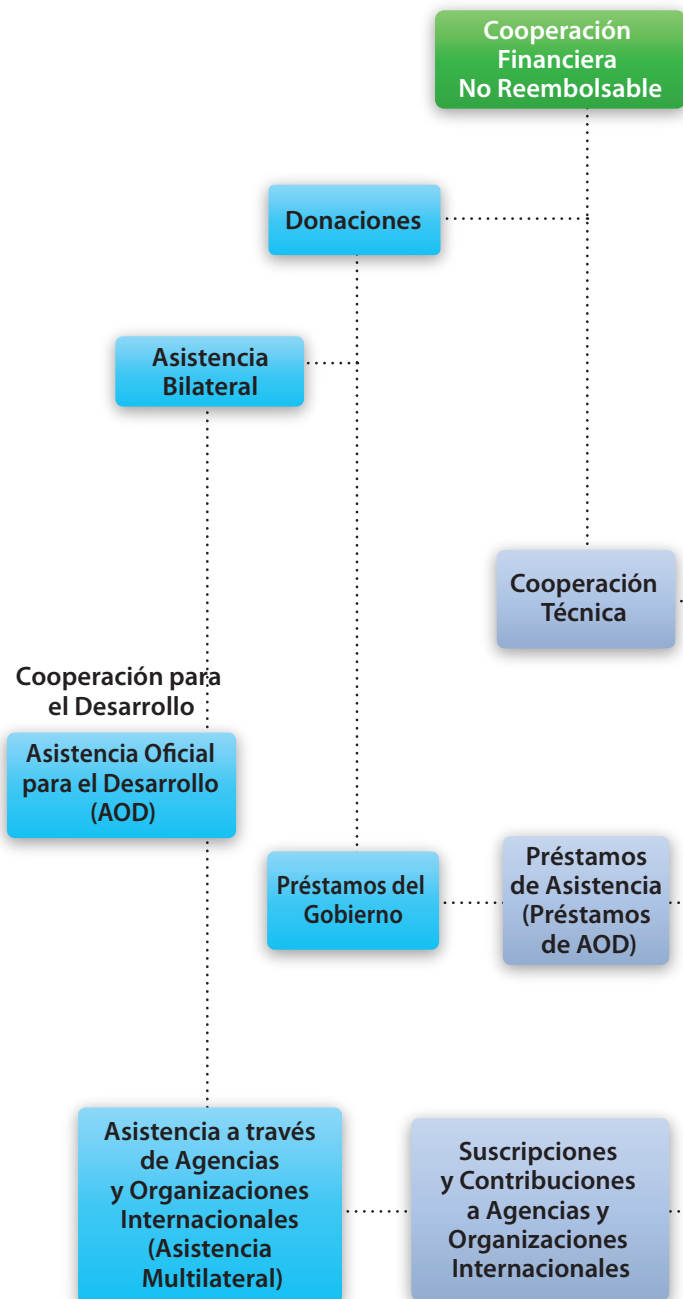 Cooperación
Financiera
No Reembolsable
Donaciones
Asistencia
Bilateral
Cooperación
Técnica
Cooperación para
el Desarrollo
Asistencia Oficial
para el Desarrollo
(AOD)
Préstamos del
Gobierno
Préstamos
de Asistencia
(Préstamos
de AOD)
Asistencia a través
de Agencias
y Organizaciones
Internacionales
(Asistencia
Multilateral)
Suscripciones
y Contribuciones
a Agencias y
Organizaciones
Internacionales